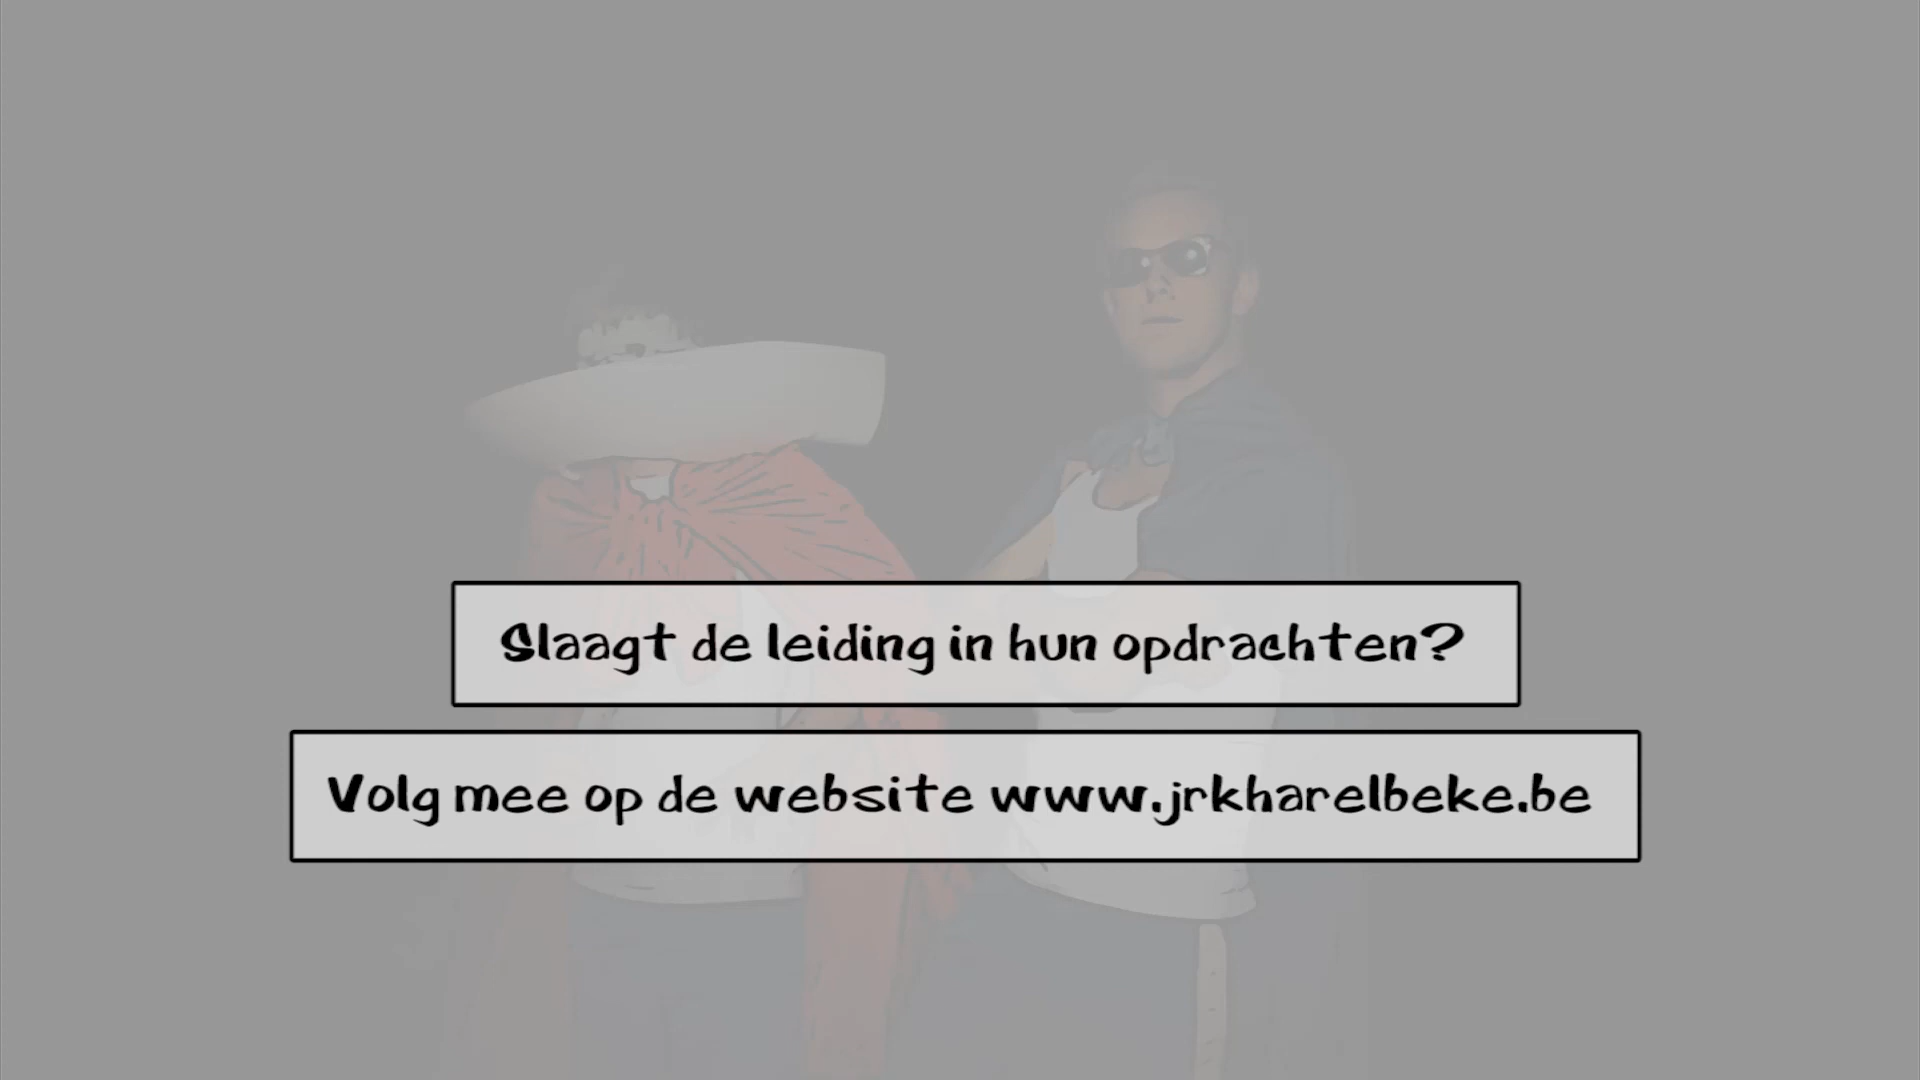 Slaagt de leiding in hun opdrachten?
Volg mee op de website www.jrkharelbeke.be